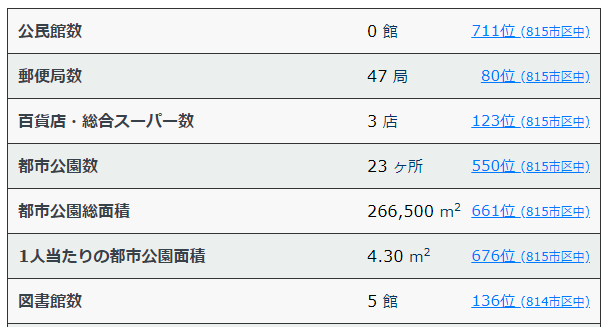 公民館数 0 館 711位 (815市区中)
郵便局数 47 局 80位 (815市区中)
百貨店・総合スーパー数 3 店 123位 (815市区中)
都市公園数 23 ヶ所 550位 (815市区中)
都市公園総面積 266,500 m² 661位 (815市区中)
1人当たりの都市公園面積 4.30 m² 676位 (815市区中)
図書館数 5 館 136位 (814市区中)